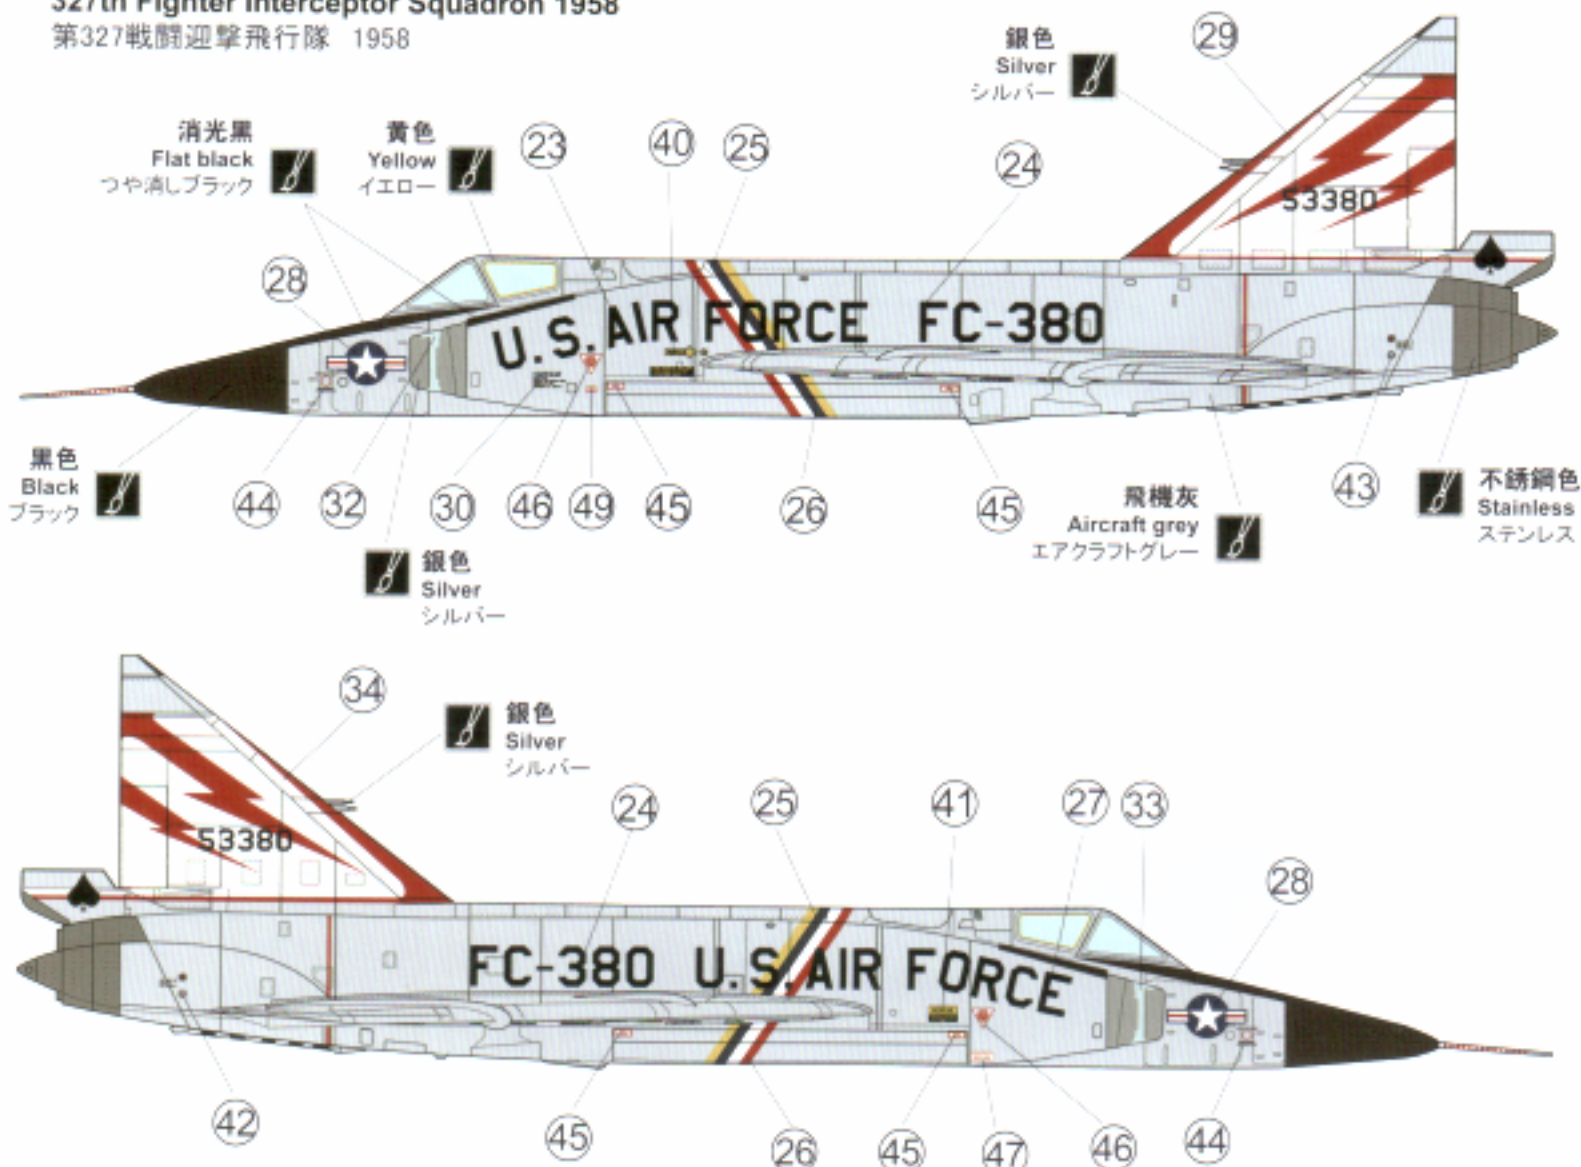 327th Fighter Interceptor Squadron 1958
第327戦闘迎撃飛行隊 1958
銀色
Silver
シルバー
29
消光黒
Flat black
つや消しブラック
黄色
Yellow
イエロー
23
40
25
24
53380
28
U.S.AIR FORCE FC-380
黒色
Black
ブラック
44
32
30
46
49
45
26
45
飛機灰
Aircraft grey
エアクラフトグレー
43
不銹鋼色
Stainless
ステンレス
銀色
Silver
シルバー
34
銀色
Silver
シルバー
24
25
41
27
33
28
53380
FC-380 U.S.AIR FORCE
42
45
26
45
47
46
44